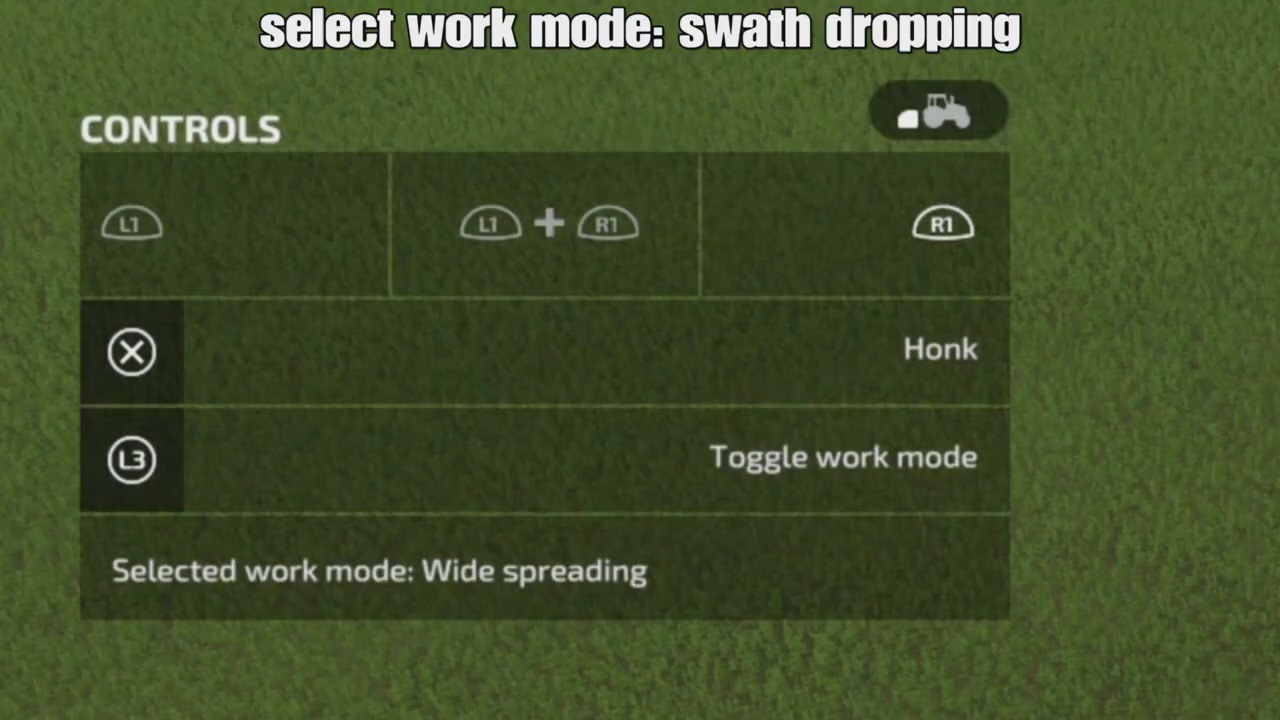 select work mode: swath dropping
CONTROLS
L1
L1 + R1
R1
Honk
L3
Toggle work mode
Selected work mode: Wide spreading